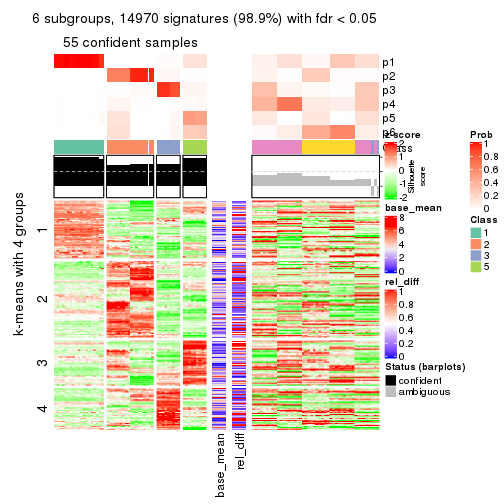 6 subgroups, 14970 signatures (98.9%) with fdr < 0.05
55 confident samples
p1
p2
p3
p4
p5
p6
Class
z-score
2
1
0
-1
-2
Silhouette
score
k-means with 4 groups
1
2
3
4
base_mean
rel_diff
base_mean
8
6
4
2
0
rel_diff
1
0.8
0.6
0.4
0.2
0
Status (barplots)
confident
ambiguous
Prob
1
0.8
0.6
0.4
0.2
0
Class
1
2
3
5